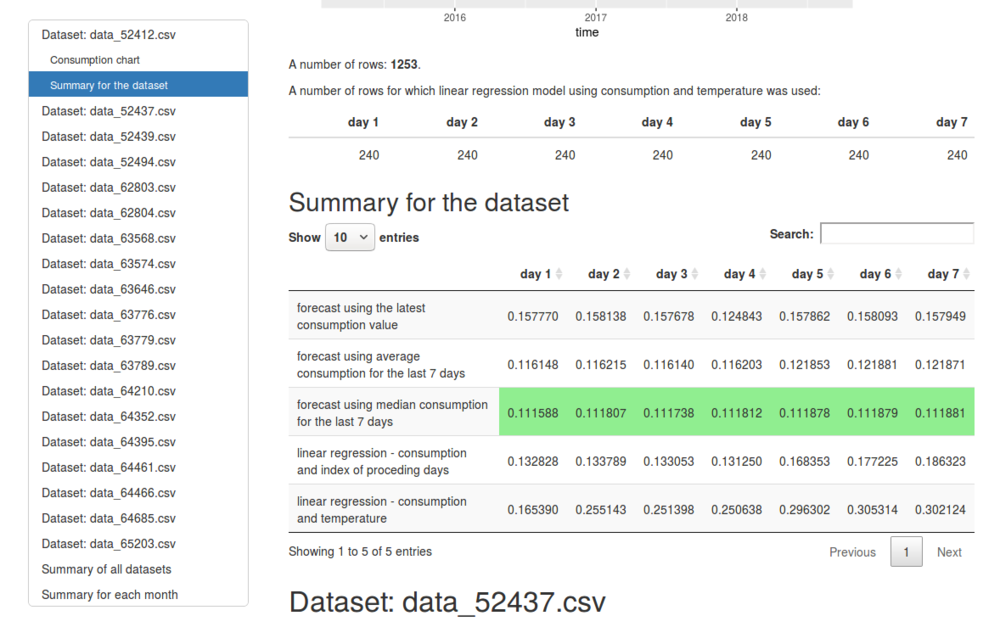 Dataset: data_52412.csv
Consumption chart
Summary for the dataset
Dataset: data_52437.csv
Dataset: data_52439.csv
Dataset: data_52494.csv
Dataset: data_62803.csv
Dataset: data_62804.csv
Dataset: data_63568.csv
Dataset: data_63574.csv
Dataset: data_63646.csv
Dataset: data_63776.csv
Dataset: data_63779.csv
Dataset: data_63789.csv
Dataset: data_64210.csv
Dataset: data_64352.csv
Dataset: data_64395.csv
Dataset: data_64461.csv
Dataset: data_64466.csv
Dataset: data_64685.csv
Dataset: data_65203.csv
Summary of all datasets
Summary for each month
2016 2017 2018
time
A number of rows: 1253.
A number of rows for which linear regression model using consumption and temperature was used:
day 1 day 2 day 3 day 4 day 5 day 6 day 7
240 240 240 240 240 240 240
Summary for the dataset
Show 10 entries
Search:
day 1 day 2 day 3 day 4 day 5 day 6 day 7
forecast using the latest
consumption value
0.157770 0.158138 0.157678 0.124843 0.157862 0.158093 0.157949
forecast using average
consumption for the last 7 days
0.116148 0.116215 0.116140 0.116203 0.121853 0.121881 0.121871
forecast using median consumption
for the last 7 days
0.111588 0.111807 0.111738 0.111812 0.111878 0.111879 0.111881
linear regression - consumption
and index of proceding days
0.132828 0.133789 0.133053 0.131250 0.168353 0.177225 0.186323
linear regression - consumption
and temperature
0.165390 0.255143 0.251398 0.250638 0.296302 0.305314 0.302124
Showing 1 to 5 of 5 entries
Previous 1 Next
Dataset: data_52437.csv